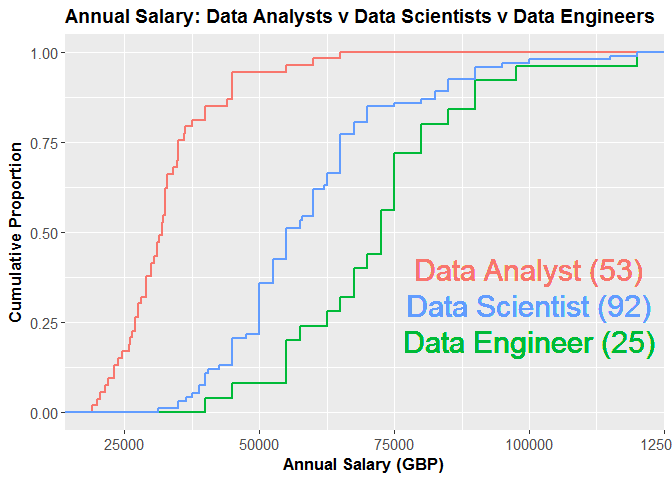 Annual Salary: Data Analysts v Data Scientists v Data Engineers
1.00
0.75
0.50
0.25
0.00
Cumulative Proportion
Data Analyst (53)
Data Scientist (92)
Data Engineer (25)
25000
50000
75000
100000
1250
Annual Salary (GBP)